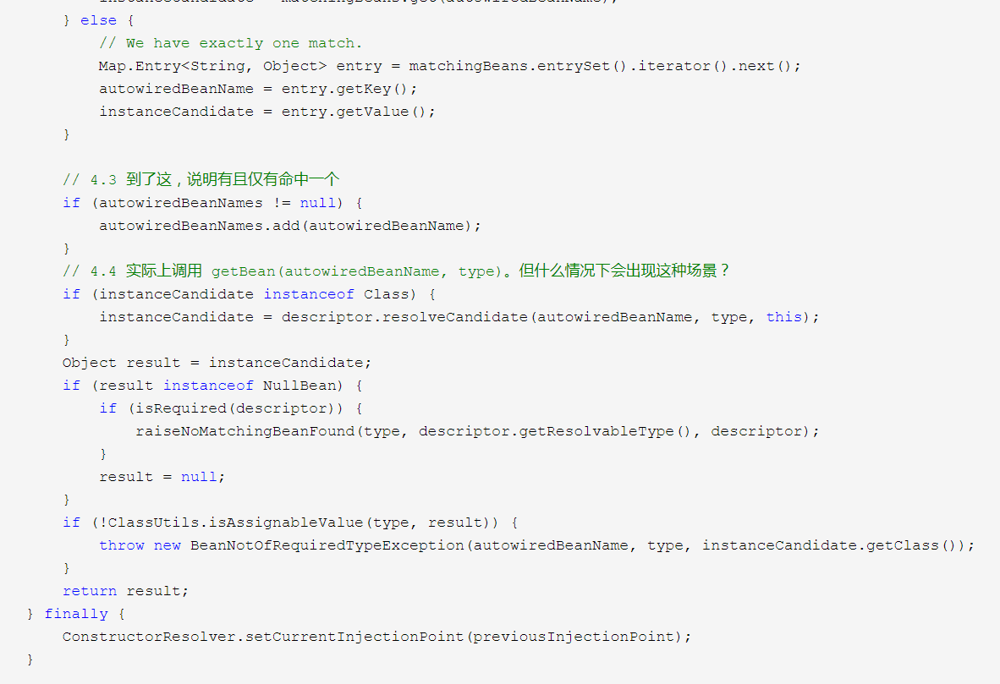 } else {
// We have exactly one match.
Map.Entry<String, Object> entry = matchingBeans.entrySet().iterator().next();
autowiredBeanName = entry.getKey();
instanceCandidate = entry.getValue();
}
// 4.3 到了这，说明有且仅有命中一个
if (autowiredBeanNames != null) {
autowiredBeanNames.add(autowiredBeanName);
}
// 4.4 实际上调用 getBean(autowiredBeanName, type)。但什么情况下会出现这种场景？
if (instanceCandidate instanceof Class) {
instanceCandidate = descriptor.resolveCandidate(autowiredBeanName, type, this);
}
Object result = instanceCandidate;
if (result instanceof NullBean) {
if (isRequired(descriptor)) {
raiseNoMatchingBeanFound(type, descriptor.getResolvableType(), descriptor);
}
result = null;
}
if (!ClassUtils.isAssignableValue(type, result)) {
throw new BeanNotOfRequiredTypeException(autowiredBeanName, type, instanceCandidate.getClass());
}
return result;
} finally {
ConstructorResolver.setCurrentInjectionPoint(previousInjectionPoint);
}